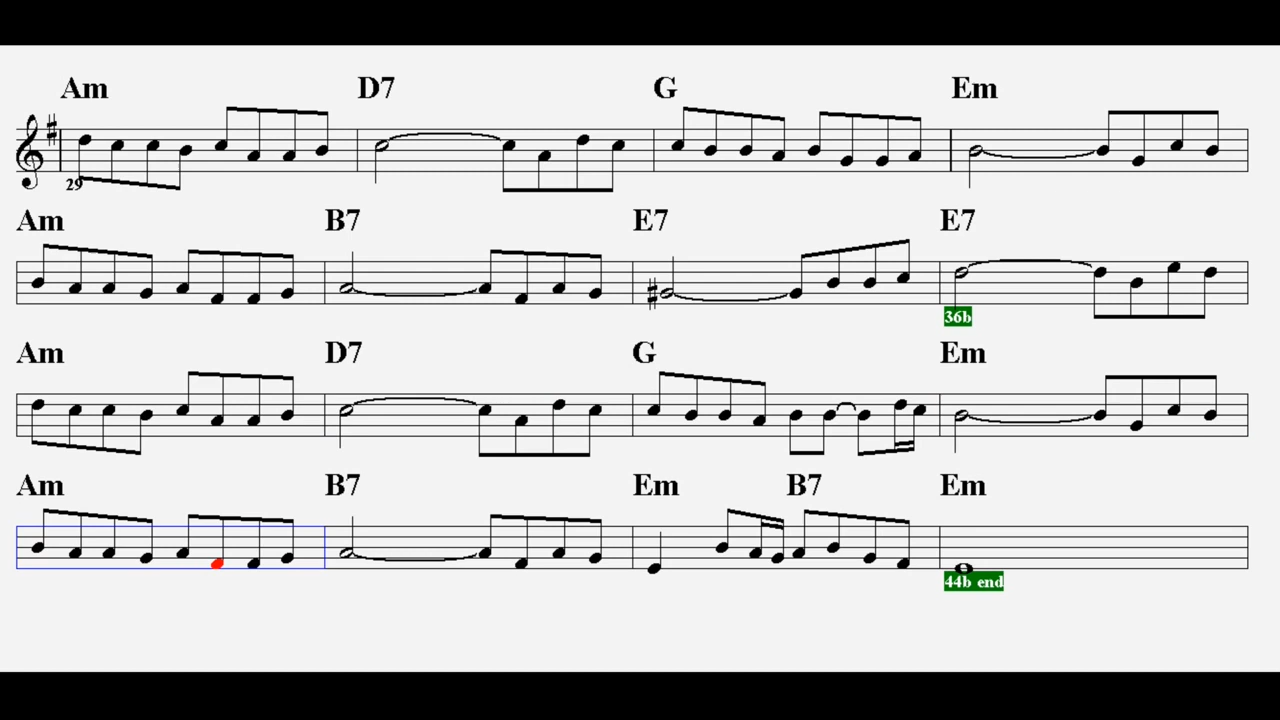 Am D7 G Em
29
Am B7 E7 E7
36b
Am D7 G Em
Am B7 Em B7 Em
44b end